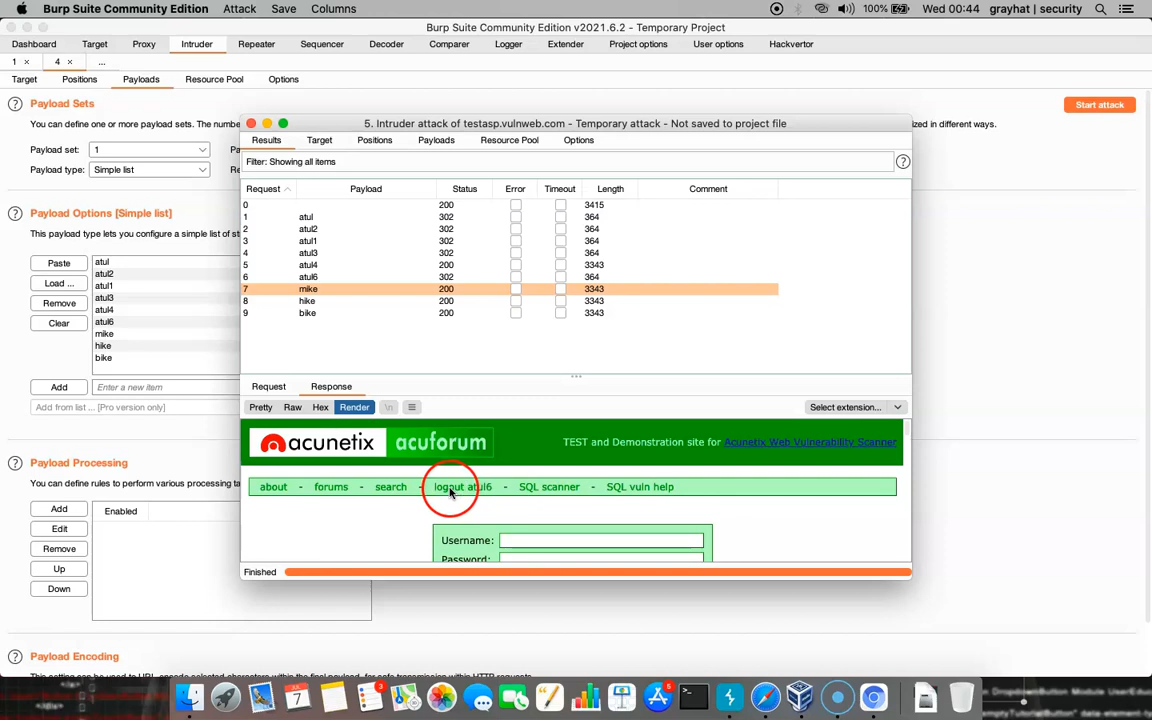 Burp Suite Community Edition Attack Save Columns 100% Wed 00:44 grayhat | security
Burp Suite Community Edition v2021.6.2 - Temporary Project
Dashboard Target Proxy Intruder Repeater Sequencer Decoder Comparer Logger Extender Project options User options Hackvertor
1 × 4 × ...
Target Positions Payloads Resource Pool Options
? Payload Sets Start attack
You can define one or more payload sets. The numbe
ized in different ways.
Payload set: 1 Pa
Payload type: Simple list Re
? Payload Options [Simple list]
This payload type lets you configure a simple list of st
Paste Load ... Remove Clear
atul
atul2
atul1
atul3
atul4
atul6
mike
hike
bike
Add Enter a new item
Add from list ... [Pro version only]
? Payload Processing
You can define rules to perform various processing ta
Add Edit Remove Up Down
Enabled
? Payload Encoding
5. Intruder attack of testasp.vulnweb.com - Temporary attack - Not saved to project file
Results Target Positions Payloads Resource Pool Options
Filter: Showing all items ?
Request Payload Status Error Timeout Length Comment
0 200 3415
1 atul 302 364
2 atul2 302 364
3 atul1 302 364
4 atul3 302 364
5 atul4 200 3343
6 atul6 302 364
7 mike 200 3343
8 hike 200 3343
9 bike 200 3343
Request Response
Pretty Raw Hex Render \n Select extension...
acunetix acuforum TEST and Demonstration site for Acunetix Web Vulnerability Scanner
about - forums - search - logout atul6 - SQL scanner - SQL vuln help
Username:
Password:
Finished
7
3
5